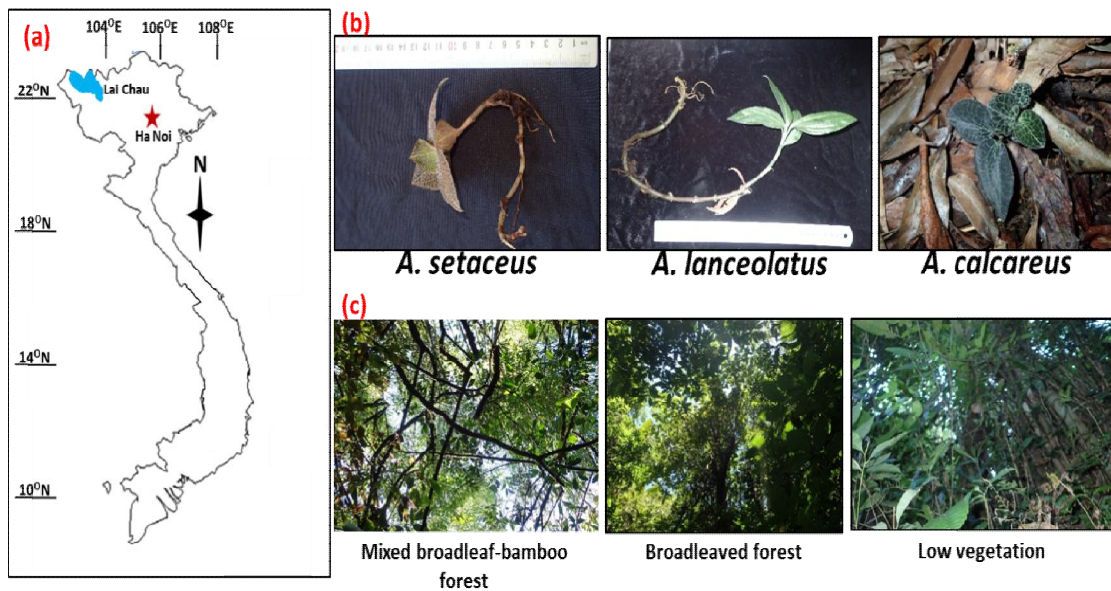 (a)
104⁰E 106⁰E 108⁰E
22⁰N
Lai Chau
Ha Noi
N
18⁰N
14⁰N
10⁰N
(b)
A. setaceus
A. lanceolatus
A. calcareus
(c)
Mixed broadleaf-bamboo
forest
Broadleaved forest
Low vegetation